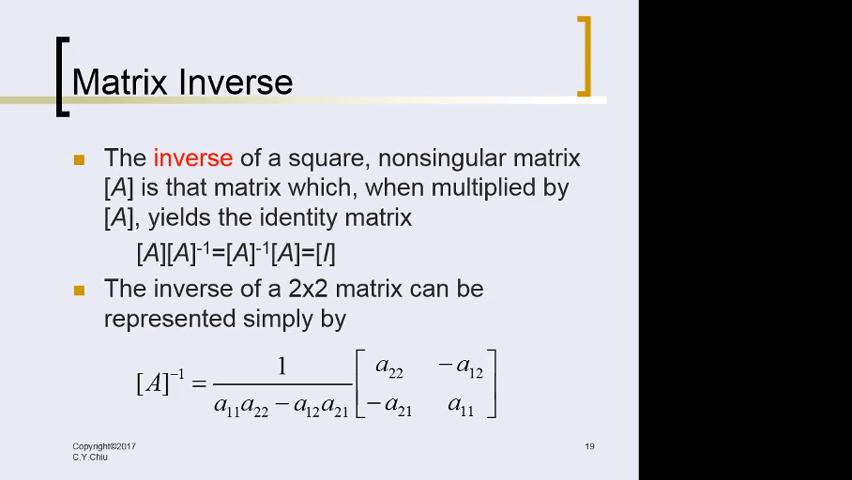 Matrix Inverse
The inverse of a square, nonsingular matrix
[A] is that matrix which, when multiplied by
[A], yields the identity matrix
[A][A]⁻¹=[A]⁻¹[A]=[I]
The inverse of a 2x2 matrix can be
represented simply by
[A]⁻¹ = 1 / (a₁₁a₂₂ − a₁₂a₂₁) [a₂₂ −a₁₂; −a₂₁ a₁₁]
Copyright©2017
C.Y.Chiu
19